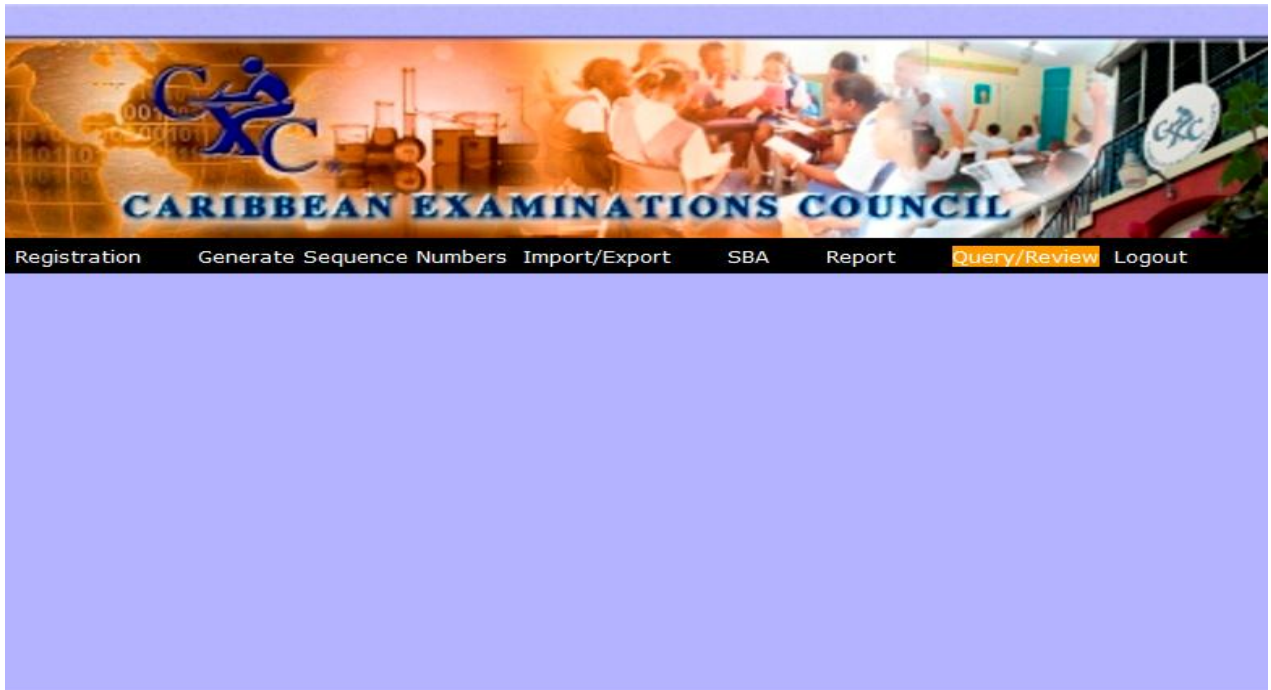 CXC
CARIBBEAN EXAMINATIONS COUNCIL
Registration Generate Sequence Numbers Import/Export SBA Report Query/Review Logout